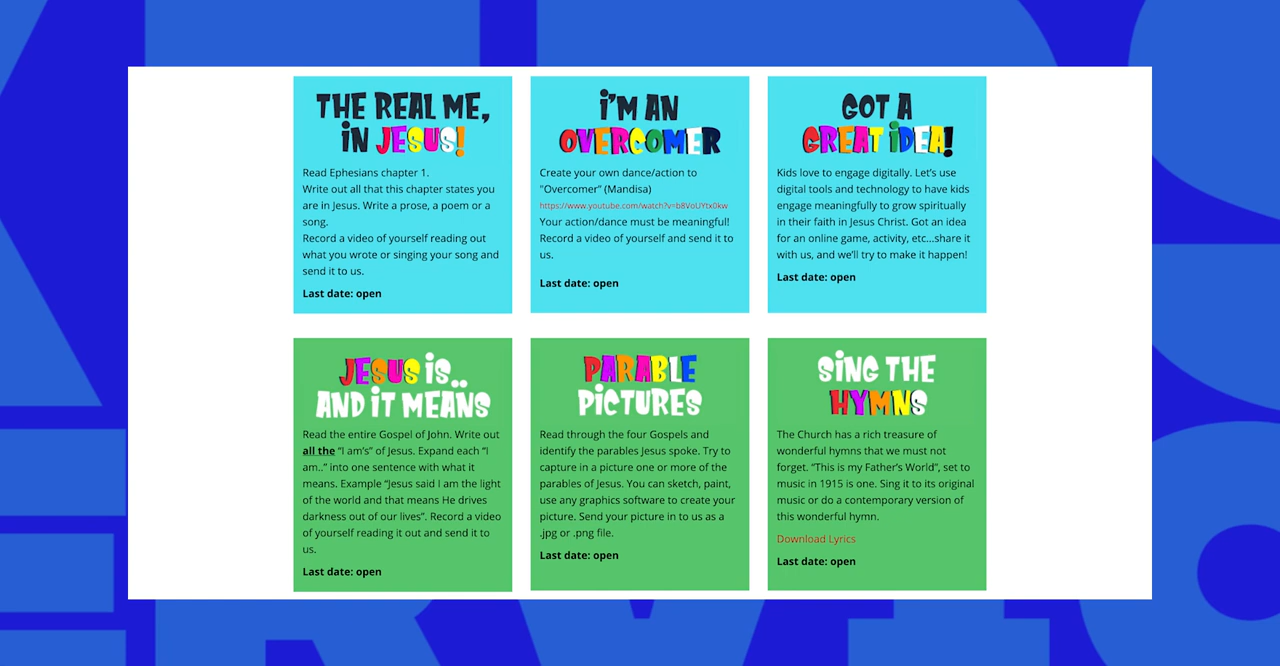 THE REAL ME,
IN JESUS!
Read Ephesians chapter 1.
Write out all that this chapter states you
are in Jesus. Write a prose, a poem or a
song.
Record a video of yourself reading out
what you wrote or singing your song and
send it to us.
Last date: open
I'M AN
OVERCOMER
Create your own dance/action to
"Overcomer" (Mandisa)
https://www.youtube.com/watch?v=b8VoUYtx0kw
Your action/dance must be meaningful!
Record a video of yourself and send it to
us.
Last date: open
GOT A
GREAT IDEA!
Kids love to engage digitally. Let's use
digital tools and technology to have kids
engage meaningfully to grow spiritually
in their faith in Jesus Christ. Got an idea
for an online game, activity, etc...share it
with us, and we'll try to make it happen!
Last date: open
JESUS IS..
AND IT MEANS
Read the entire Gospel of John. Write out
all the “I am's” of Jesus. Expand each “I
am..” into one sentence with what it
means. Example “Jesus said I am the light
of the world and that means He drives
darkness out of our lives”. Record a video
of yourself reading it out and send it to
us.
Last date: open
PARABLE
PICTURES
Read through the four Gospels and
identify the parables Jesus spoke. Try to
capture in a picture one or more of the
parables of Jesus. You can sketch, paint,
use any graphics software to create your
picture. Send your picture in to us as a
.jpg or .png file.
Last date: open
SING THE
HYMNS
The Church has a rich treasure of
wonderful hymns that we must not
forget. “This is my Father's World”, set to
music in 1915 is one. Sing it to its original
music or do a contemporary version of
this wonderful hymn.
Download Lyrics
Last date: open